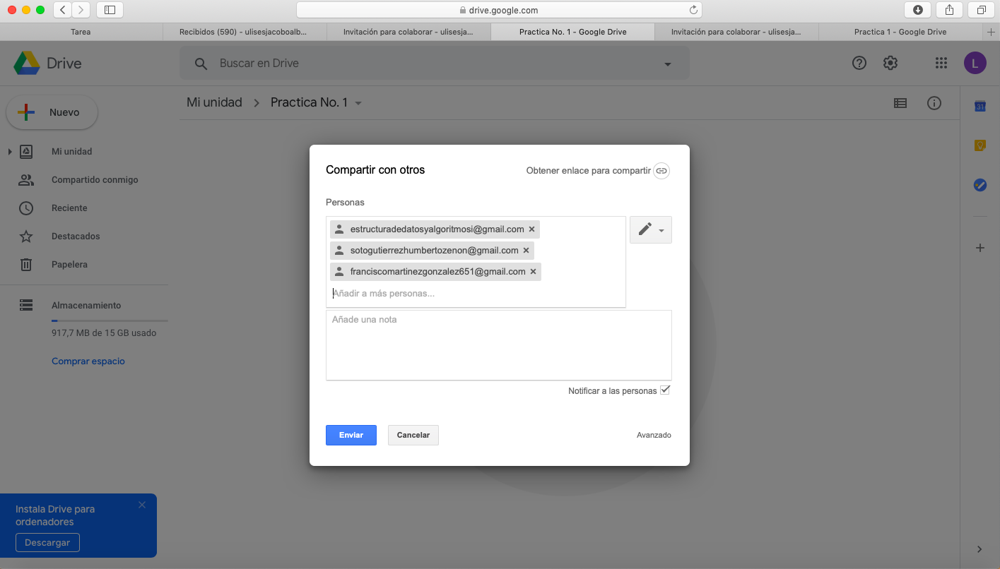 drive.google.com
Tarea
Recibidos (590) - ulisesjacoboalb...
Invitación para colaborar - ulisesja...
Practica No. 1 - Google Drive
Invitación para colaborar - ulisesja...
Practica 1 - Google Drive
Drive
Buscar en Drive
L
Nuevo
Mi unidad
Practica No. 1
31
Mi unidad
Compartido conmigo
Reciente
Destacados
Papelera
Almacenamiento
917,7 MB de 15 GB usado
Comprar espacio
Compartir con otros
Obtener enlace para compartir
Personas
estructuradedatosyalgoritmosi@gmail.com
sotogutierrezhumbertozenon@gmail.com
franciscomartinezgonzalez651@gmail.com
Añadir a más personas...
Añade una nota
Notificar a las personas
Enviar
Cancelar
Avanzado
Instala Drive para
ordenadores
Descargar